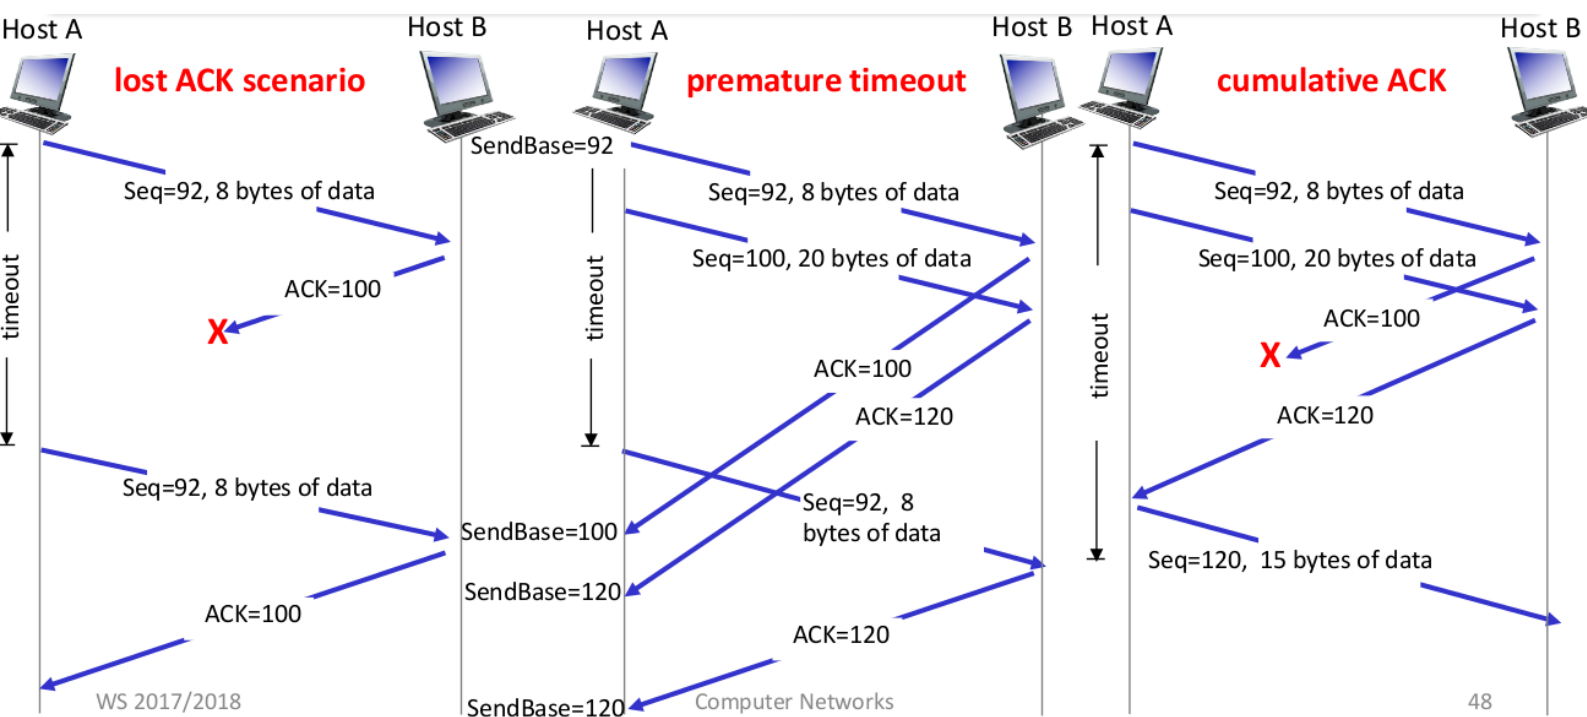 Host A
Host B
lost ACK scenario
timeout
Seq=92, 8 bytes of data
ACK=100
X
Seq=92, 8 bytes of data
ACK=100
Host A
Host B
premature timeout
SendBase=92
timeout
Seq=92, 8 bytes of data
Seq=100, 20 bytes of data
ACK=100
ACK=120
Seq=92, 8
bytes of data
SendBase=100
SendBase=120
ACK=120
SendBase=120
Host A
Host B
cumulative ACK
timeout
Seq=92, 8 bytes of data
Seq=100, 20 bytes of data
ACK=100
X
ACK=120
Seq=120, 15 bytes of data
WS 2017/2018
Computer Networks
48